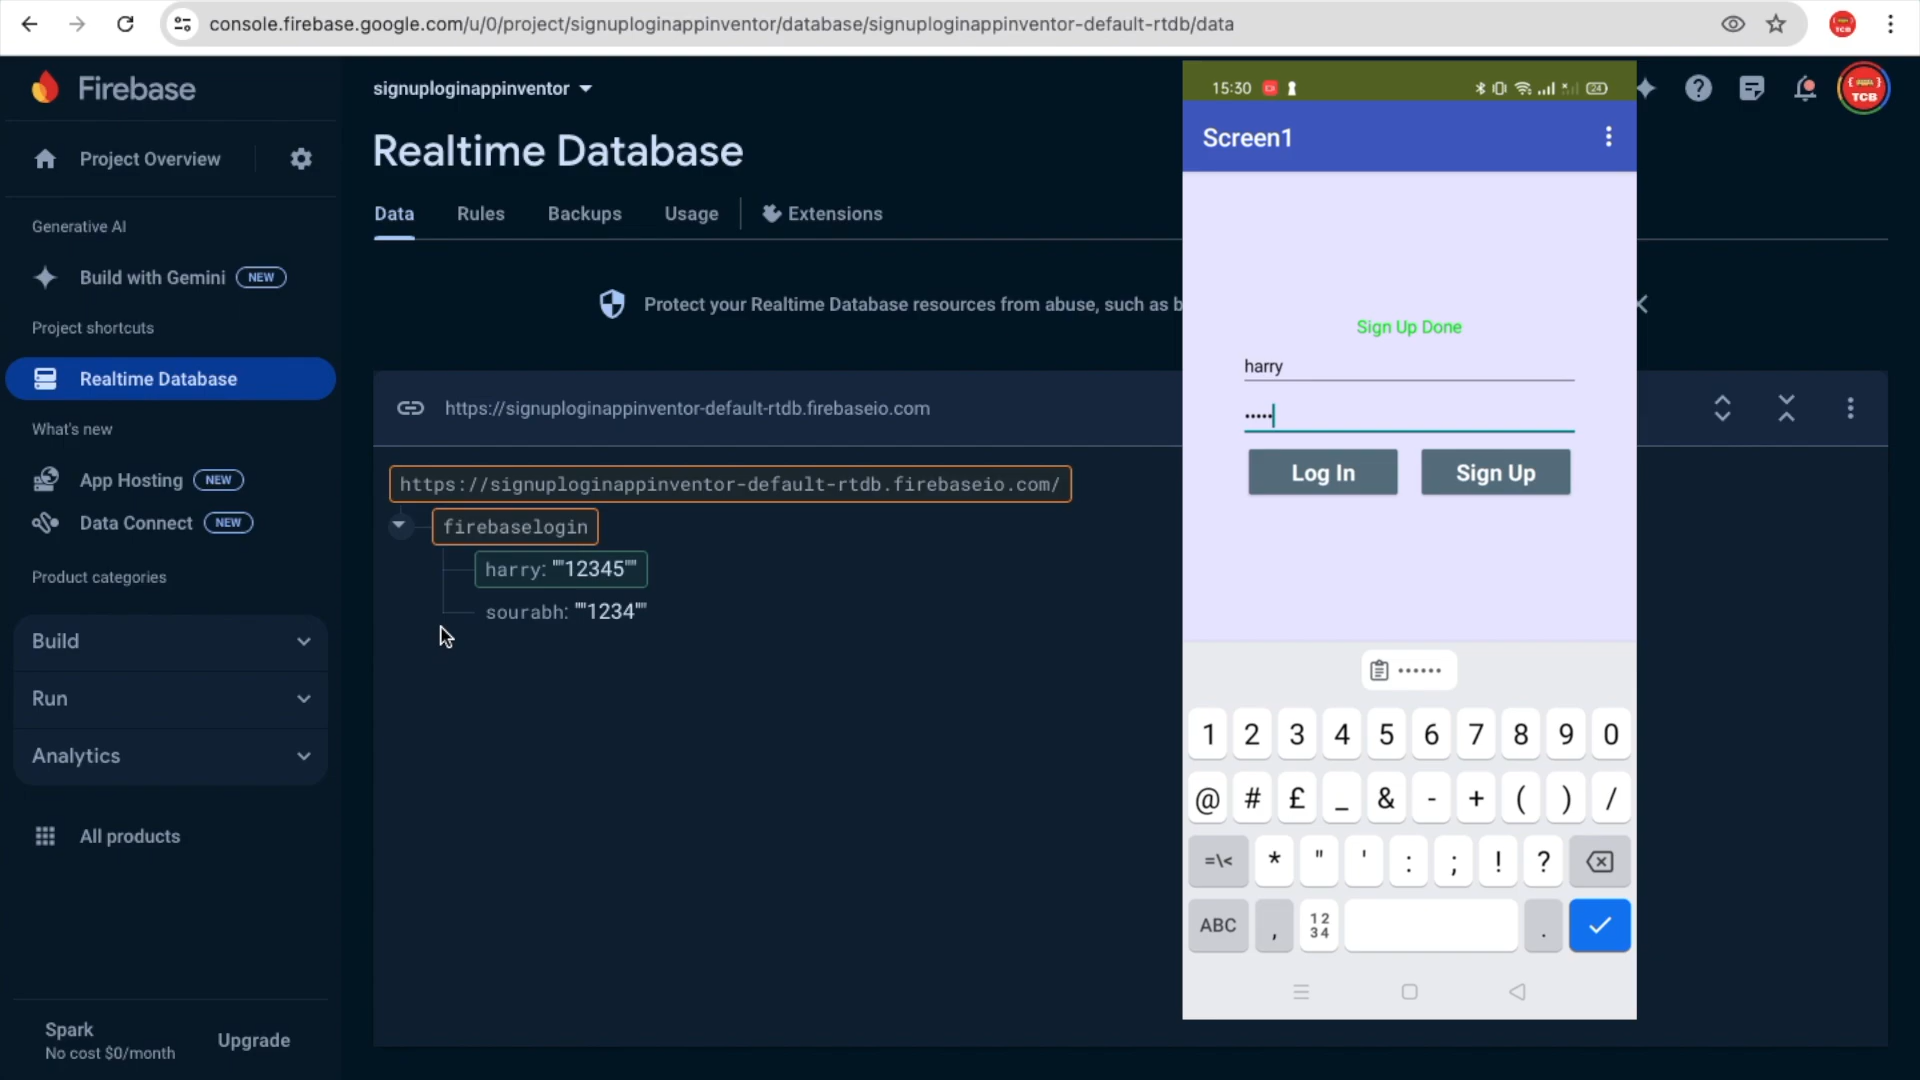 console.firebase.google.com/u/0/project/signuploginappinventor/database/signuploginappinventor-default-rtdb/data
Firebase
Project Overview
Generative AI
Build with Gemini NEW
Project shortcuts
Realtime Database
What's new
App Hosting NEW
Data Connect NEW
Product categories
Build
Run
Analytics
All products
Spark
No cost $0/month
Upgrade
signuploginappinventor
Realtime Database
Data Rules Backups Usage Extensions
Protect your Realtime Database resources from abuse, such as b
https://signuploginappinventor-default-rtdb.firebaseio.com
https://signuploginappinventor-default-rtdb.firebaseio.com/
firebaselogin
harry: ""12345""
sourabh: ""1234""
15:30
24
Screen1
Sign Up Done
harry
•••••
Log In Sign Up
••••••
1 2 3 4 5 6 7 8 9 0
@ # £ _ & - + ( ) /
=\< * " ' : ; ! ?
ABC , 12 34 .
TCB